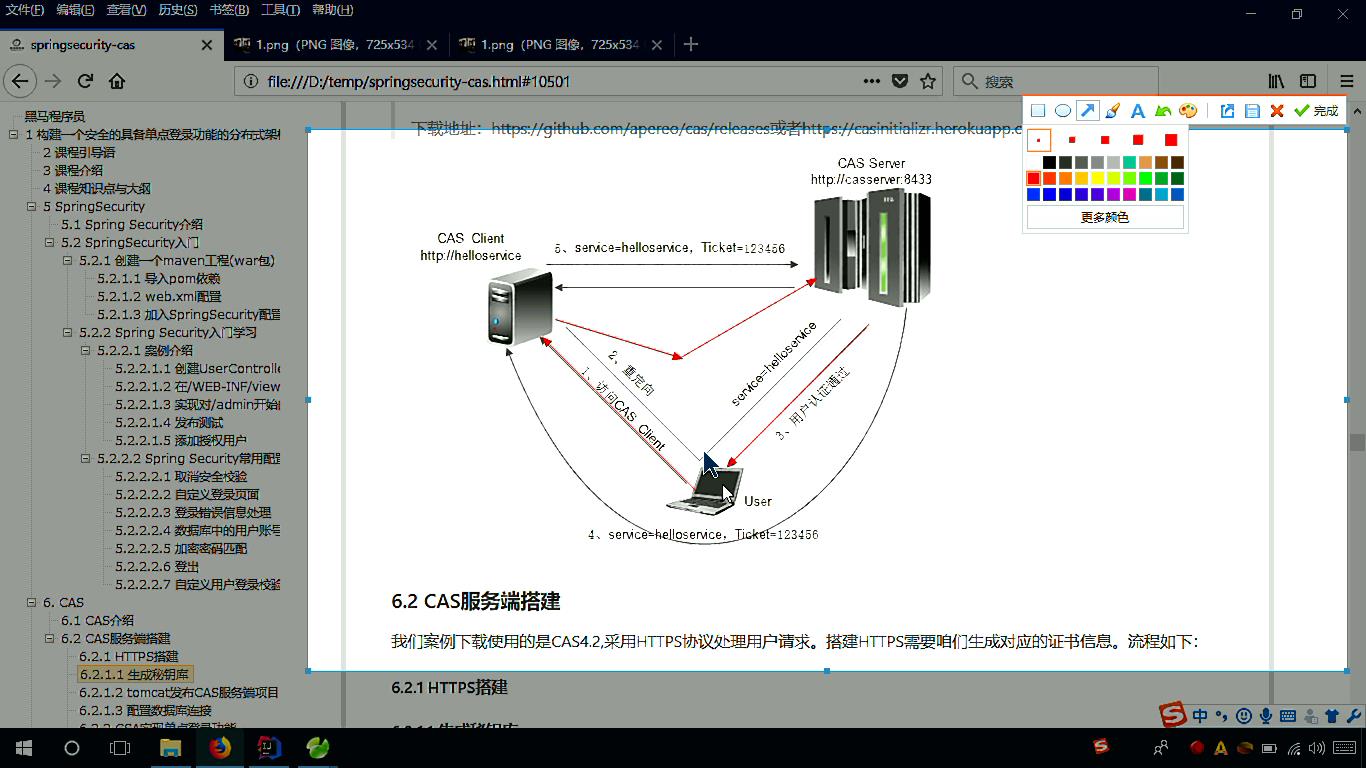 文件(F) 编辑(E) 查看(V) 历史(S) 书签(B) 工具(T) 帮助(H)
springsecurity-cas
1.png（PNG 图像，725x534
1.png（PNG 图像，725x534
file:///D:/temp/springsecurity-cas.html#10501
搜索
完成
更多颜色
黑马程序员
1 构建一个安全的具备单点登录功能的分布式架构
2 课程引导语
3 课程介绍
4 课程知识点与大纲
5 SpringSecurity
5.1 Spring Security介绍
5.2 SpringSecurity入门
5.2.1 创建一个maven工程(war包)
5.2.1.1 导入pom依赖
5.2.1.2 web.xml配置
5.2.1.3 加入SpringSecurity配置
5.2.2 Spring Security入门学习
5.2.2.1 案例介绍
5.2.2.1.1 创建UserControlle
5.2.2.1.2 在/WEB-INF/view
5.2.2.1.3 实现对/admin开始的
5.2.2.1.4 发布测试
5.2.2.1.5 添加授权用户
5.2.2.2 Spring Security常用配置
5.2.2.2.1 取消安全校验
5.2.2.2.2 自定义登录页面
5.2.2.2.3 登录错误信息处理
5.2.2.2.4 数据库中的用户账号
5.2.2.2.5 加密密码匹配
5.2.2.2.6 登出
5.2.2.2.7 自定义用户登录校验
6. CAS
6.1 CAS介绍
6.2 CAS服务端搭建
6.2.1 HTTPS搭建
6.2.1.1 生成秘钥库
6.2.1.2 tomcat发布CAS服务端项目
6.2.1.3 配置数据库连接
下载地址：https://github.com/apereo/cas/releases或者https://casinitializr.herokuapp.c
CAS Server
http://casserver:8433
CAS Client
http://helloservice
5、service=helloservice，Ticket=123456
2、重定向
1、访问CAS Client
service=helloservice
3、用户认证通过
User
4、service=helloservice，Ticket=123456
6.2 CAS服务端搭建
我们案例下载使用的是CAS4.2,采用HTTPS协议处理用户请求。搭建HTTPS需要咱们生成对应的证书信息。流程如下：
6.2.1 HTTPS搭建
中